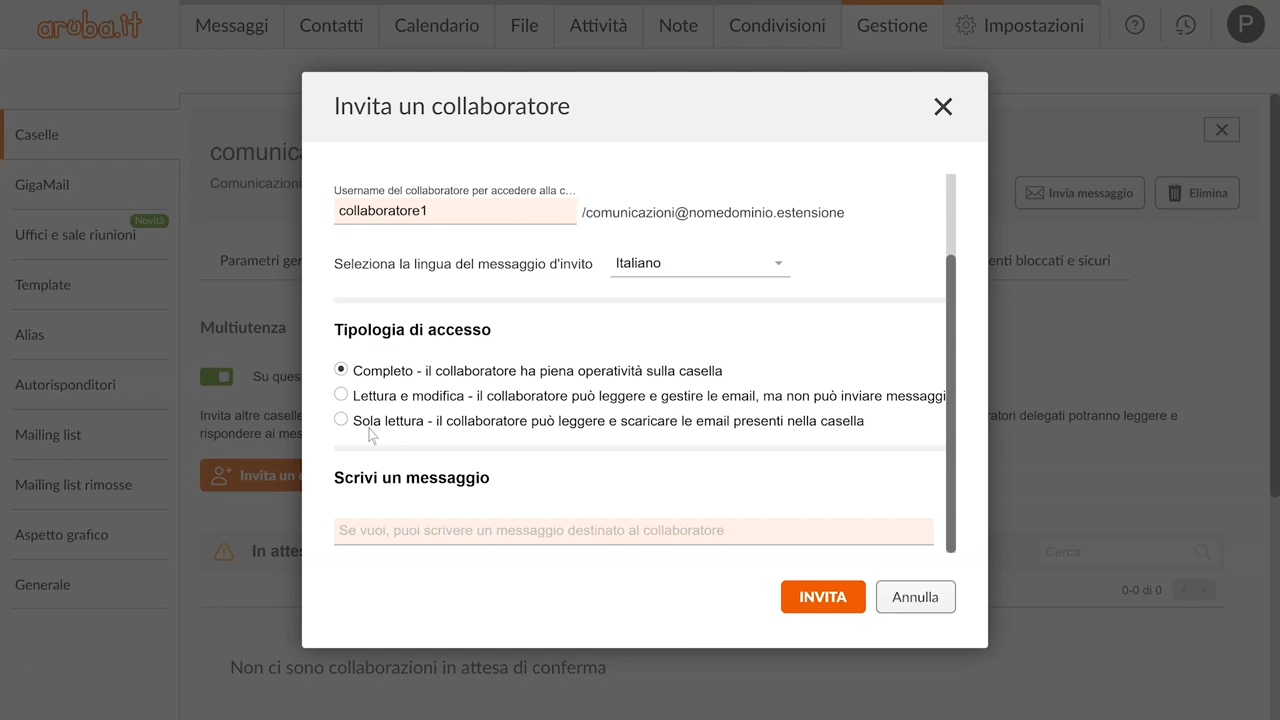 aruba.it
Messaggi
Contatti
Calendario
File
Attività
Note
Condivisioni
Gestione
Impostazioni
?
P
Invita un collaboratore
Caselle
GigaMail
Novità
Uffici e sale riunioni
Template
Alias
Autorisponditori
Mailing list
Mailing list rimosse
Aspetto grafico
Generale
comunica
Comunicazioni
Invia messaggio
Elimina
Parametri ger
enti bloccati e sicuri
Multiutenza
Su ques
Invita altre caselle
ratori delegati potranno leggere e
rispondere ai mes
Invita un
Username del collaboratore per accedere alla c...
collaboratore1
/comunicazioni@nomedominio.estensione
Seleziona la lingua del messaggio d'invito
Italiano
Tipologia di accesso
Completo - il collaboratore ha piena operatività sulla casella
Lettura e modifica - il collaboratore può leggere e gestire le email, ma non può inviare messaggi
Sola lettura - il collaboratore può leggere e scaricare le email presenti nella casella
Scrivi un messaggio
Se vuoi, puoi scrivere un messaggio destinato al collaboratore
INVITA
Annulla
In attes
Cerca
0-0 di 0
Non ci sono collaborazioni in attesa di conferma